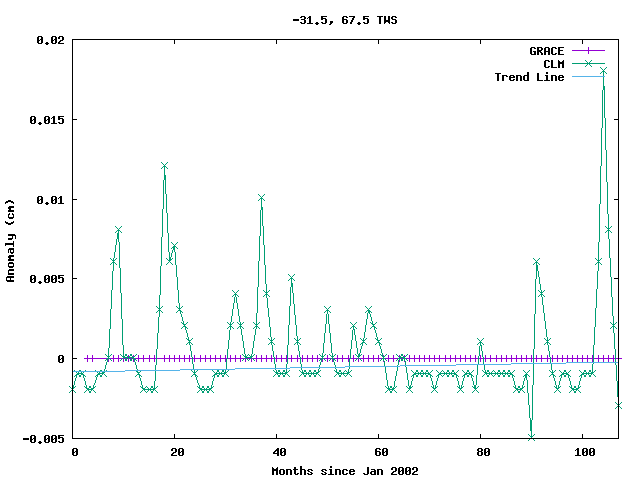 -31.5, 67.5 TWS
GRACE
CLM
Trend Line
0.02
0.015
0.01
0.005
0
-0.005
Anomaly (cm)
0 20 40 60 80 100
Months since Jan 2002